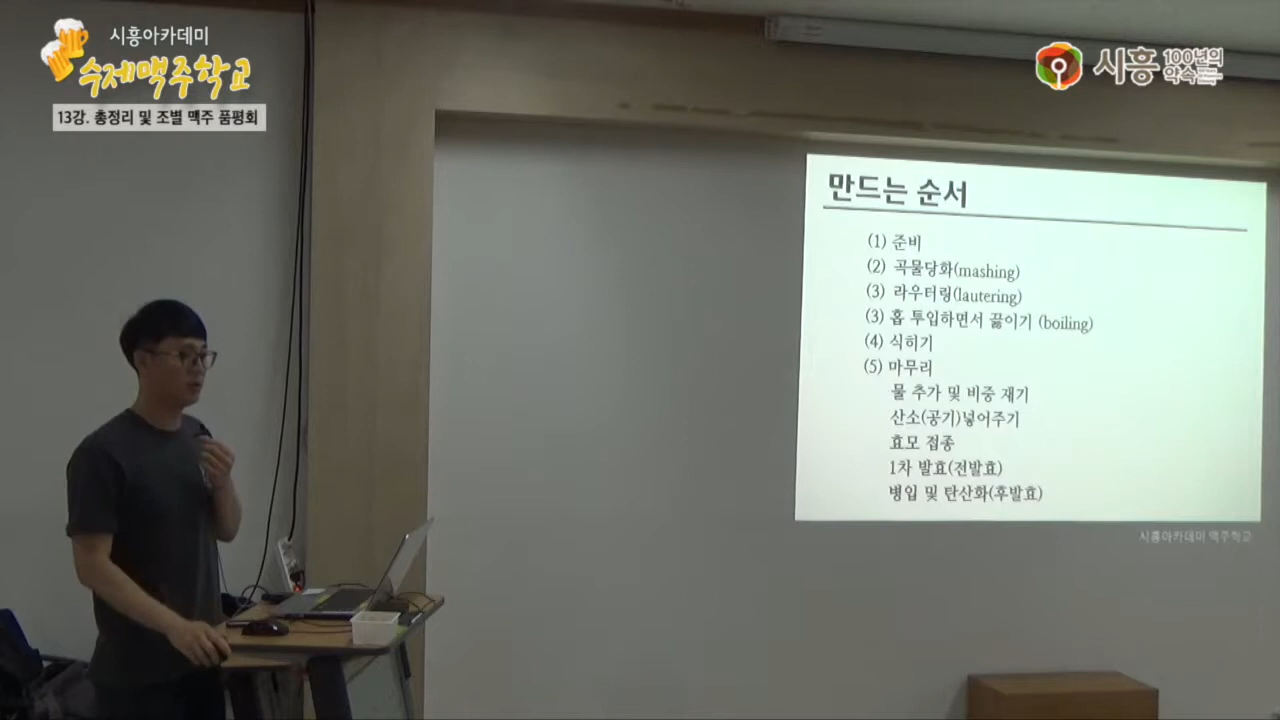 시흥아카데미
수제맥주학교
13강. 총정리 및 조별 맥주 품평회
시흥 100년의
약속
만드는 순서
(1) 준비
(2) 곡물당화(mashing)
(3) 라우터링(lautering)
(3) 홉 투입하면서 끓이기 (boiling)
(4) 식히기
(5) 마무리
물 추가 및 비중 재기
산소(공기)넣어주기
효모 접종
1차 발효(전발효)
병입 및 탄산화(후발효)
시흥아카데미 맥주학교